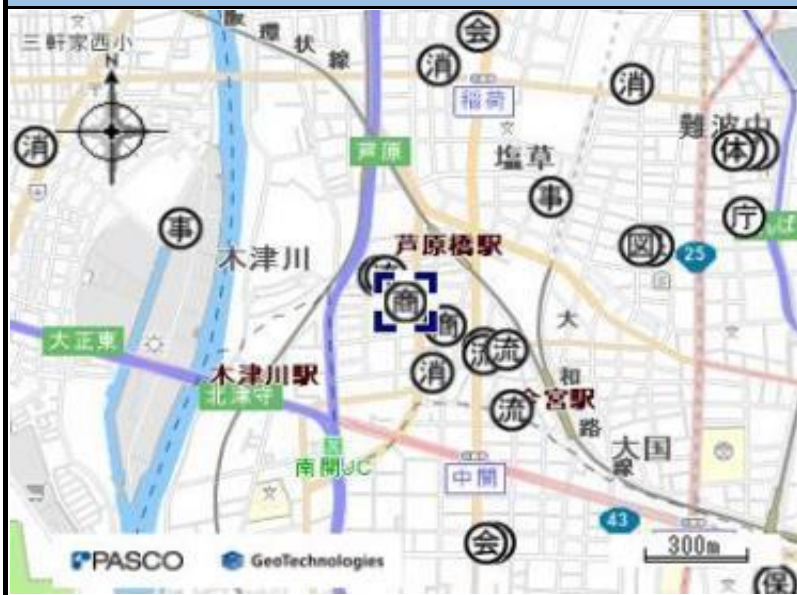 三軒家西小
環状線
会
消
消
稲荷
N
難波中
消
芦原
塩草
体
事
庁
事
芦原橋駅
図
25
木津川
商
大正東
消
流
木津川駅
北津守
流
今宮駅
大和路線
大国
南開JC
中開
43
会
300m
PASCO
GeoTechnologies
保